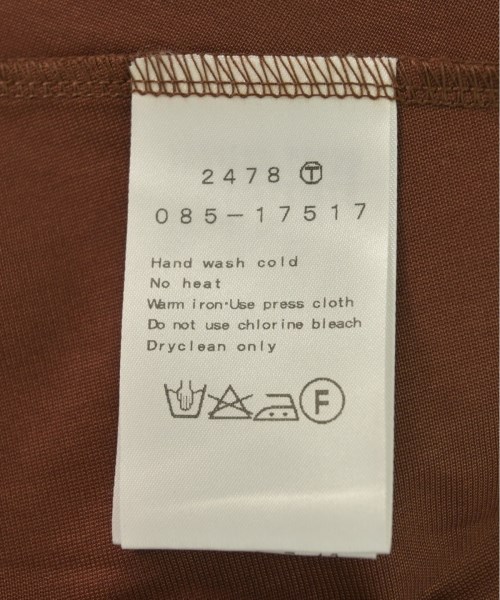 2478 Ⓣ
085-17517
Hand wash cold
No heat
Warm iron·Use press cloth
Do not use chlorine bleach
Dryclean only
F